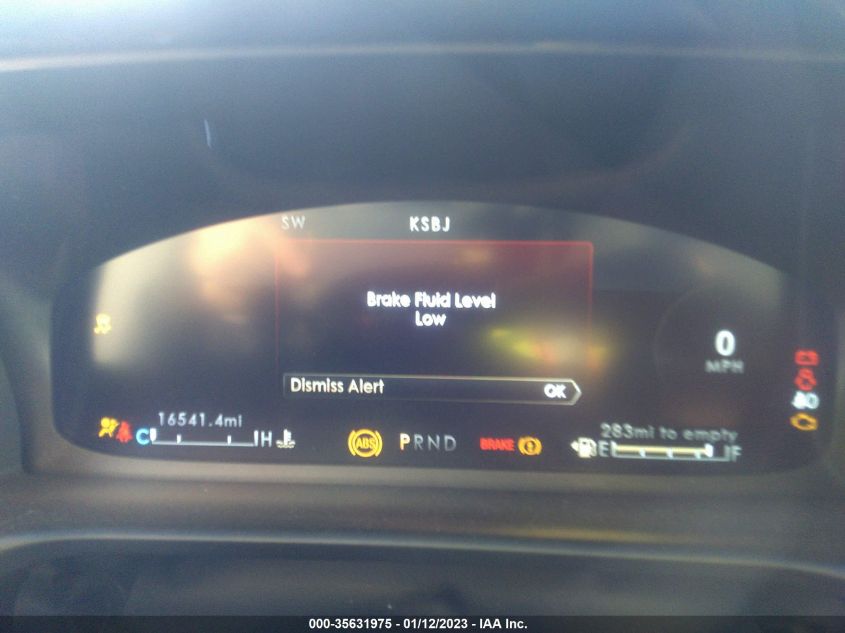 SW KSBJ
Brake Fluid Level
Low
0
MPH
Dismiss Alert OK
16541.4mi
283mi to empty
C H ABS PRND BRAKE E F
000-35631975 - 01/12/2023 - IAA Inc.